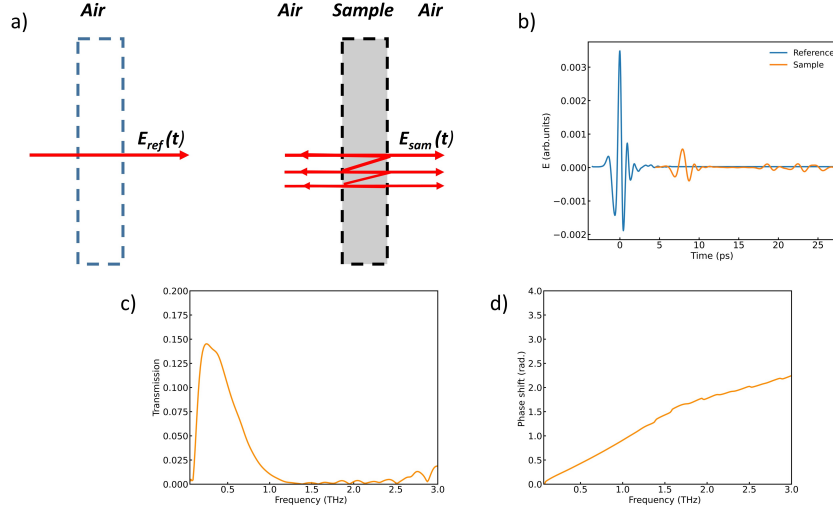 a)
Air
Air Sample Air
E_ref(t)
E_sam(t)
b)
E (arb.units)
0.003
0.002
0.001
0.000
−0.001
−0.002
0 5 10 15 20 25
Time (ps)
Reference
Sample
c)
Transmission
0.200
0.175
0.150
0.125
0.100
0.075
0.050
0.025
0.000
0.5 1.0 1.5 2.0 2.5 3.0
Frequency (THz)
d)
Phase shift (rad.)
4.0
3.5
3.0
2.5
2.0
1.5
1.0
0.5
0.0
0.5 1.0 1.5 2.0 2.5 3.0
Frequency (THz)